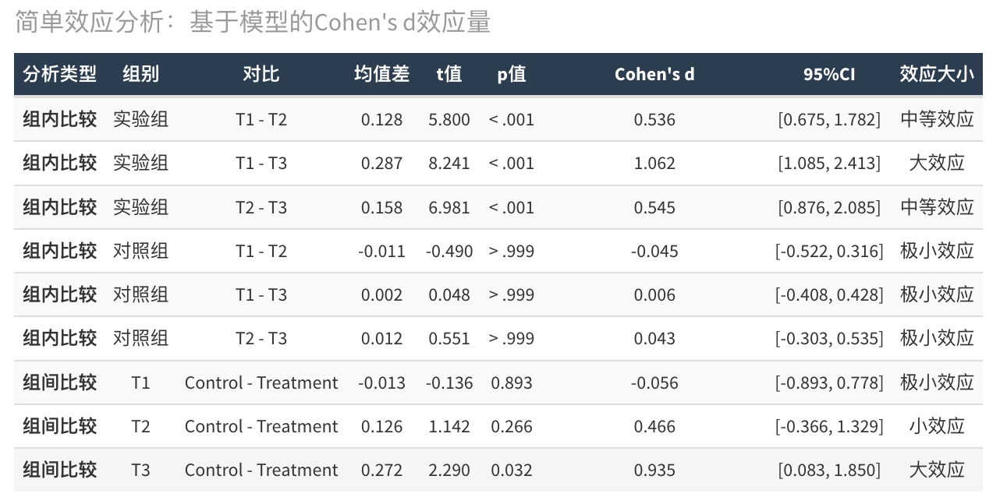 简单效应分析：基于模型的Cohen's d效应量
分析类型 组别 对比 均值差 t值 p值 Cohen's d 95%CI 效应大小
组内比较 实验组 T1 - T2 0.128 5.800 < .001 0.536 [0.675, 1.782] 中等效应
组内比较 实验组 T1 - T3 0.287 8.241 < .001 1.062 [1.085, 2.413] 大效应
组内比较 实验组 T2 - T3 0.158 6.981 < .001 0.545 [0.876, 2.085] 中等效应
组内比较 对照组 T1 - T2 -0.011 -0.490 > .999 -0.045 [-0.522, 0.316] 极小效应
组内比较 对照组 T1 - T3 0.002 0.048 > .999 0.006 [-0.408, 0.428] 极小效应
组内比较 对照组 T2 - T3 0.012 0.551 > .999 0.043 [-0.303, 0.535] 极小效应
组间比较 T1 Control - Treatment -0.013 -0.136 0.893 -0.056 [-0.893, 0.778] 极小效应
组间比较 T2 Control - Treatment 0.126 1.142 0.266 0.466 [-0.366, 1.329] 小效应
组间比较 T3 Control - Treatment 0.272 2.290 0.032 0.935 [0.083, 1.850] 大效应